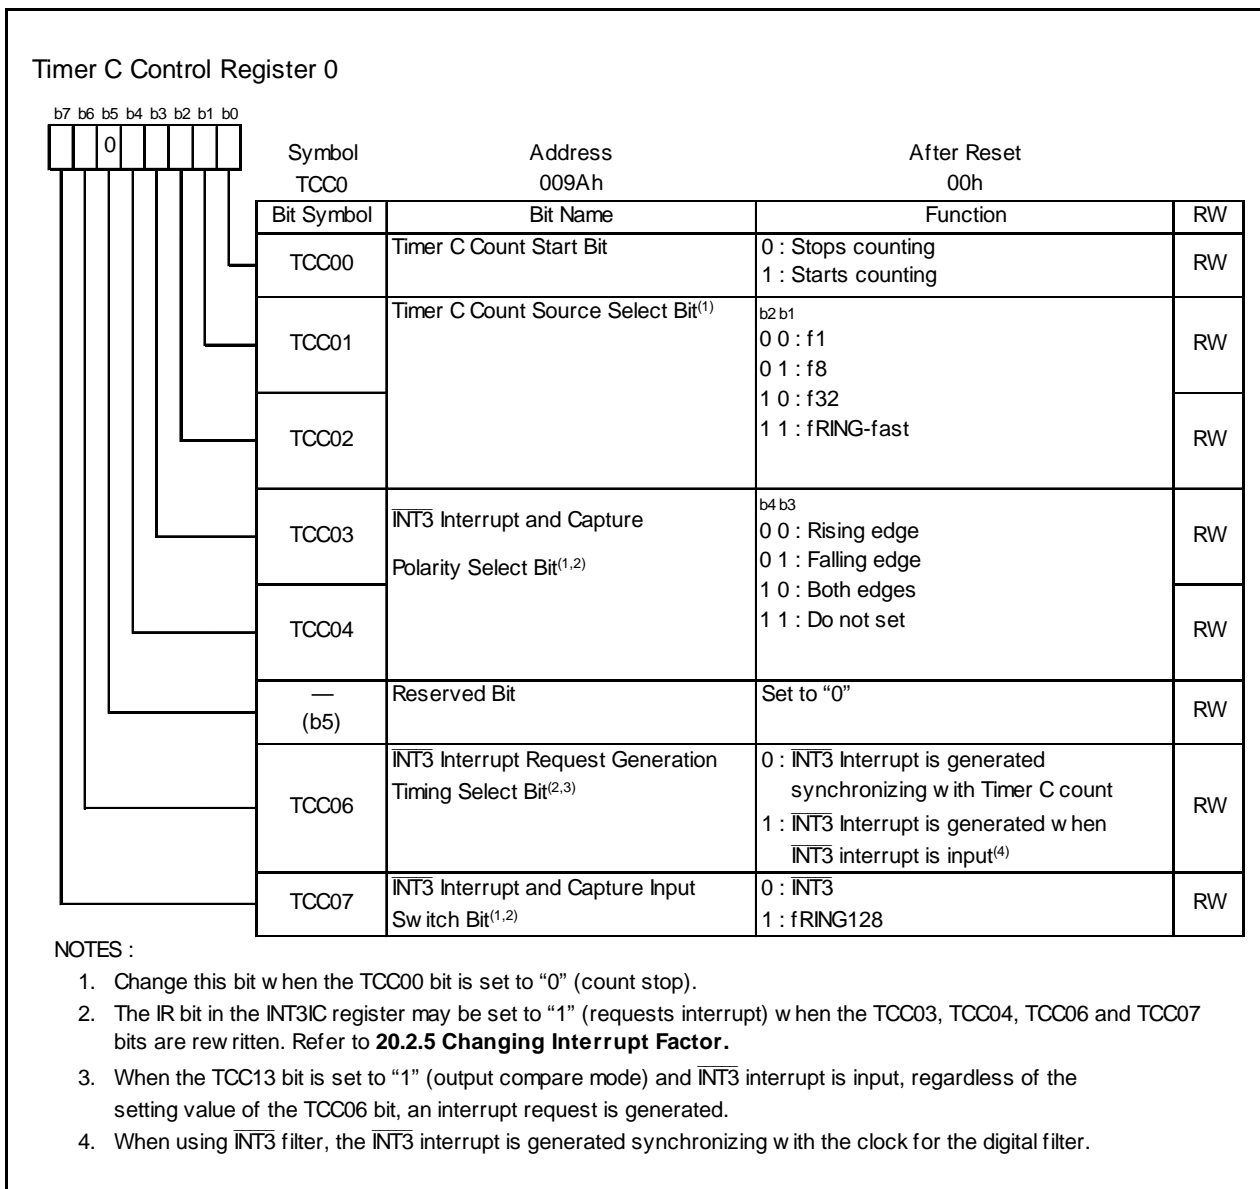 Timer C Control Register 0
b7 b6 b5 b4 b3 b2 b1 b0
0
Symbol Address After Reset
TCC0 009Ah 00h
Bit Symbol Bit Name Function RW
TCC00 Timer C Count Start Bit 0 : Stops counting
1 : Starts counting RW
TCC01 Timer C Count Source Select Bit(1) b2 b1
0 0 : f1
0 1 : f8
1 0 : f32
1 1 : fRING-fast
RW
TCC02 RW
TCC03 INT3 Interrupt and Capture
Polarity Select Bit(1,2)
b4 b3
0 0 : Rising edge
0 1 : Falling edge
1 0 : Both edges
1 1 : Do not set
RW
TCC04 RW
—
(b5)
Reserved Bit Set to “0” RW
TCC06 INT3 Interrupt Request Generation
Timing Select Bit(2,3)
0 : INT3 Interrupt is generated
synchronizing with Timer C count
1 : INT3 Interrupt is generated when
INT3 interrupt is input(4)
RW
TCC07 INT3 Interrupt and Capture Input
Switch Bit(1,2)
0 : INT3
1 : fRING128
RW
NOTES :
1. Change this bit when the TCC00 bit is set to “0” (count stop).
2. The IR bit in the INT3IC register may be set to “1” (requests interrupt) when the TCC03, TCC04, TCC06 and TCC07
bits are rewritten. Refer to 20.2.5 Changing Interrupt Factor.
3. When the TCC13 bit is set to “1” (output compare mode) and INT3 interrupt is input, regardless of the
setting value of the TCC06 bit, an interrupt request is generated.
4. When using INT3 filter, the INT3 interrupt is generated synchronizing with the clock for the digital filter.